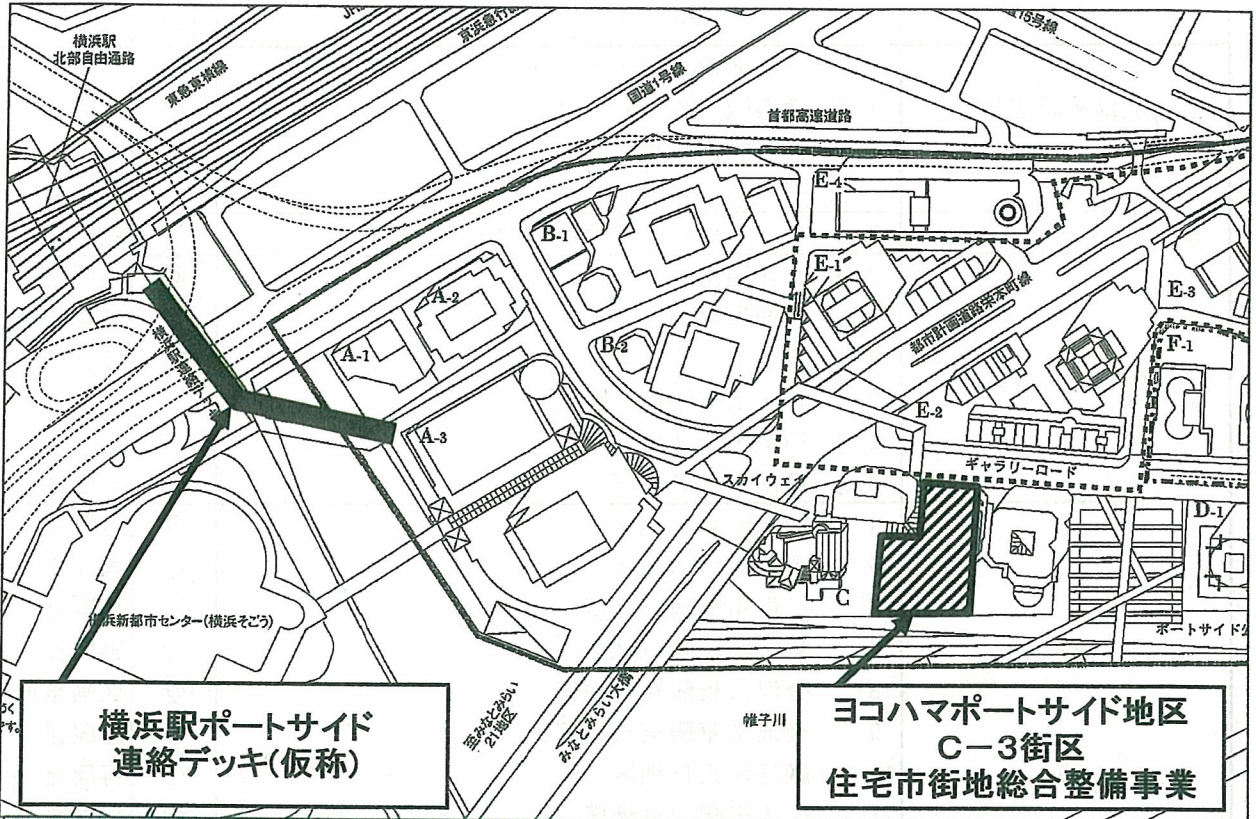 横浜駅
北部自由通路
東急東横線
京浜急行線
国道1号線
国道15号線
首都高速道路
E-4
B-1
E-1
A-2
E-3
都市計画道路栄本町線
A-1
B-2
F-1
A-3
E-2
ギャラリーロード
スカイウェイ
D-1
C
横浜新都市センター(横浜そごう)
ポートサイド公
至みなとみらい
21地区
みなとみらい大橋
帷子川
横浜駅ポートサイド
連絡デッキ(仮称)
ヨコハマポートサイド地区
C-3街区
住宅市街地総合整備事業